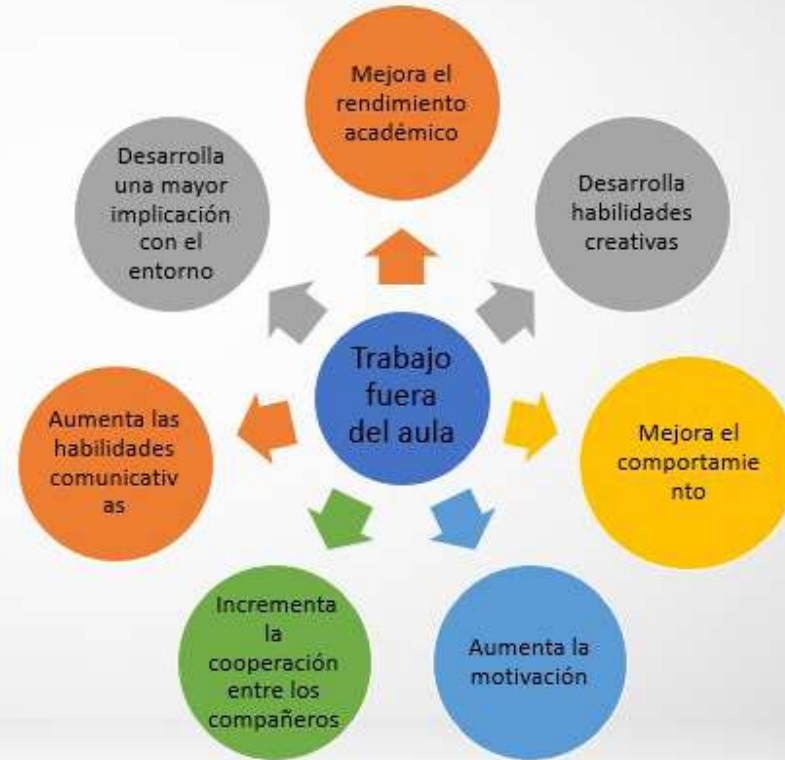 Mejora el
rendimiento
académico
Desarrolla
habilidades
creativas
Mejora el
comportamie
nto
Aumenta la
motivación
Incrementa
la
cooperación
entre los
compañeros
Aumenta las
habilidades
comunicativ
as
Desarrolla
una mayor
implicación
con el
entorno
Trabajo
fuera
del aula